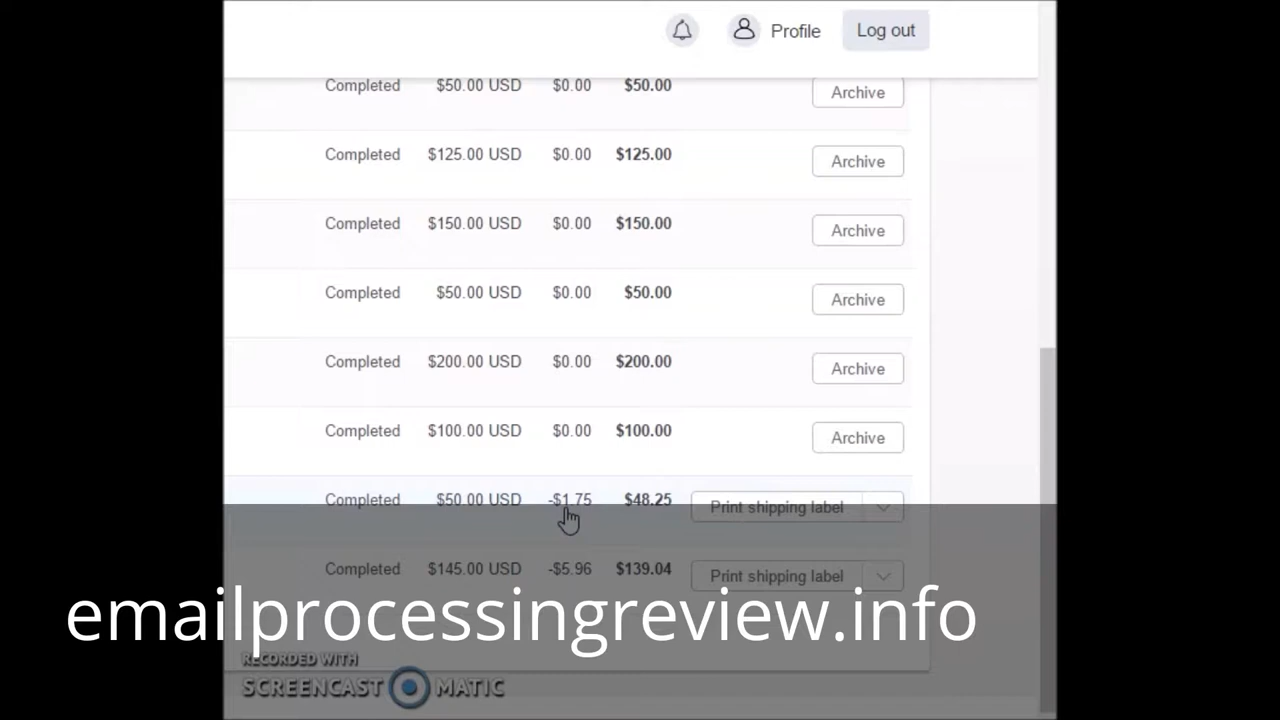 Profile Log out
Completed $50.00 USD $0.00 $50.00 Archive
Completed $125.00 USD $0.00 $125.00 Archive
Completed $150.00 USD $0.00 $150.00 Archive
Completed $50.00 USD $0.00 $50.00 Archive
Completed $200.00 USD $0.00 $200.00 Archive
Completed $100.00 USD $0.00 $100.00 Archive
Completed $50.00 USD -$1.75 $48.25 Print shipping label
Completed $145.00 USD -$5.96 $139.04 Print shipping label
emailprocessingreview.info
RECORDED WITH
SCREENCAST MATIC